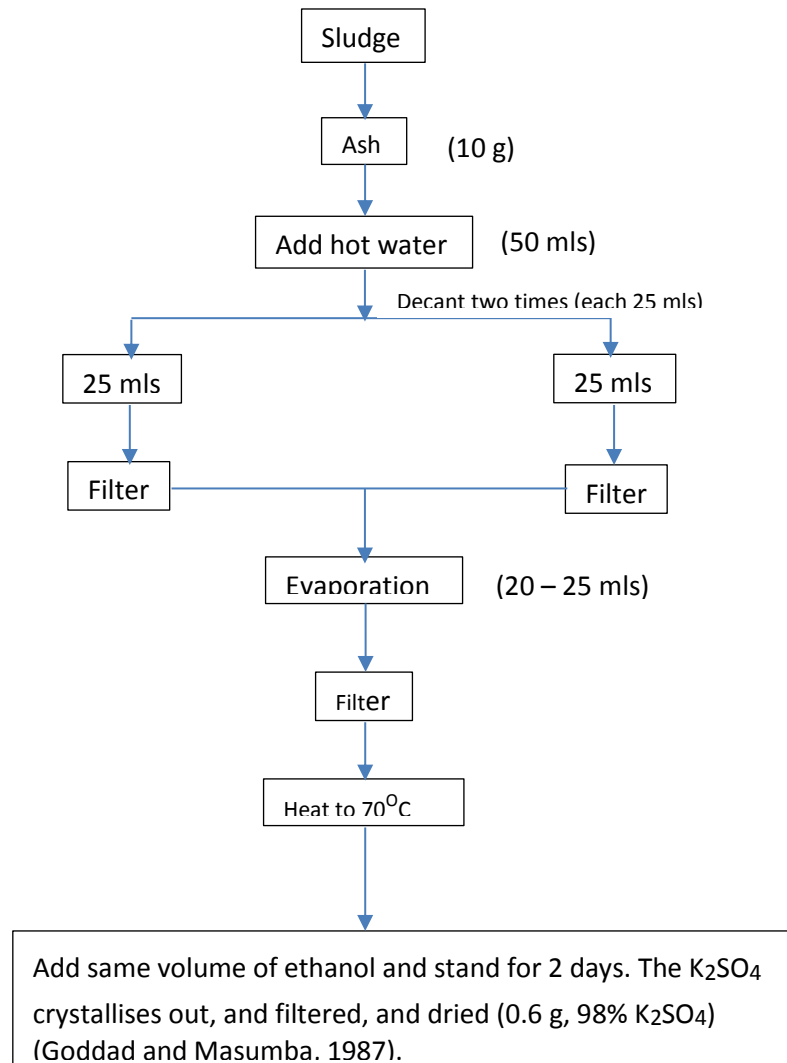 Sludge
Ash (10 g)
Add hot water (50 mls)
Decant two times (each 25 mls)
25 mls 25 mls
Filter Filter
Evaporation (20 – 25 mls)
Filter
Heat to 70⁰C
Add same volume of ethanol and stand for 2 days. The K₂SO₄
crystallises out, and filtered, and dried (0.6 g, 98% K₂SO₄)
(Goddad and Masumba, 1987).